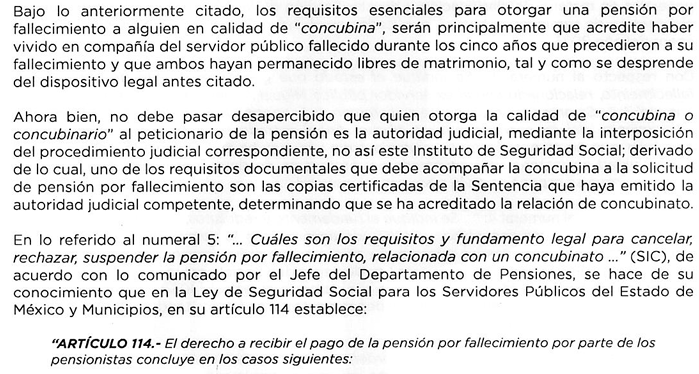 Bajo lo anteriormente citado, los requisitos esenciales para otorgar una pensión por
fallecimiento a alguien en calidad de "concubina", serán principalmente que acredite haber
vivido en compañía del servidor público fallecido durante los cinco años que precedieron a su
fallecimiento y que ambos hayan permanecido libres de matrimonio, tal y como se desprende
del dispositivo legal antes citado.
Ahora bien, no debe pasar desapercibido que quien otorga la calidad de "concubina o
concubinario" al peticionario de la pensión es la autoridad judicial, mediante la interposición
del procedimiento judicial correspondiente, no así este Instituto de Seguridad Social; derivado
de lo cual, uno de los requisitos documentales que debe acompañar la concubina a la solicitud
de pensión por fallecimiento son las copias certificadas de la Sentencia que haya emitido la
autoridad judicial competente, determinando que se ha acreditado la relación de concubinato.
En lo referido al numeral 5: "... Cuáles son los requisitos y fundamento legal para cancelar,
rechazar, suspender la pensión por fallecimiento, relacionada con un concubinato ..." (SIC), de
acuerdo con lo comunicado por el Jefe del Departamento de Pensiones, se hace de su
conocimiento que en la Ley de Seguridad Social para los Servidores Públicos del Estado de
México y Municipios, en su artículo 114 establece:
"ARTÍCULO 114.- El derecho a recibir el pago de la pensión por fallecimiento por parte de los
pensionistas concluye en los casos siguientes: